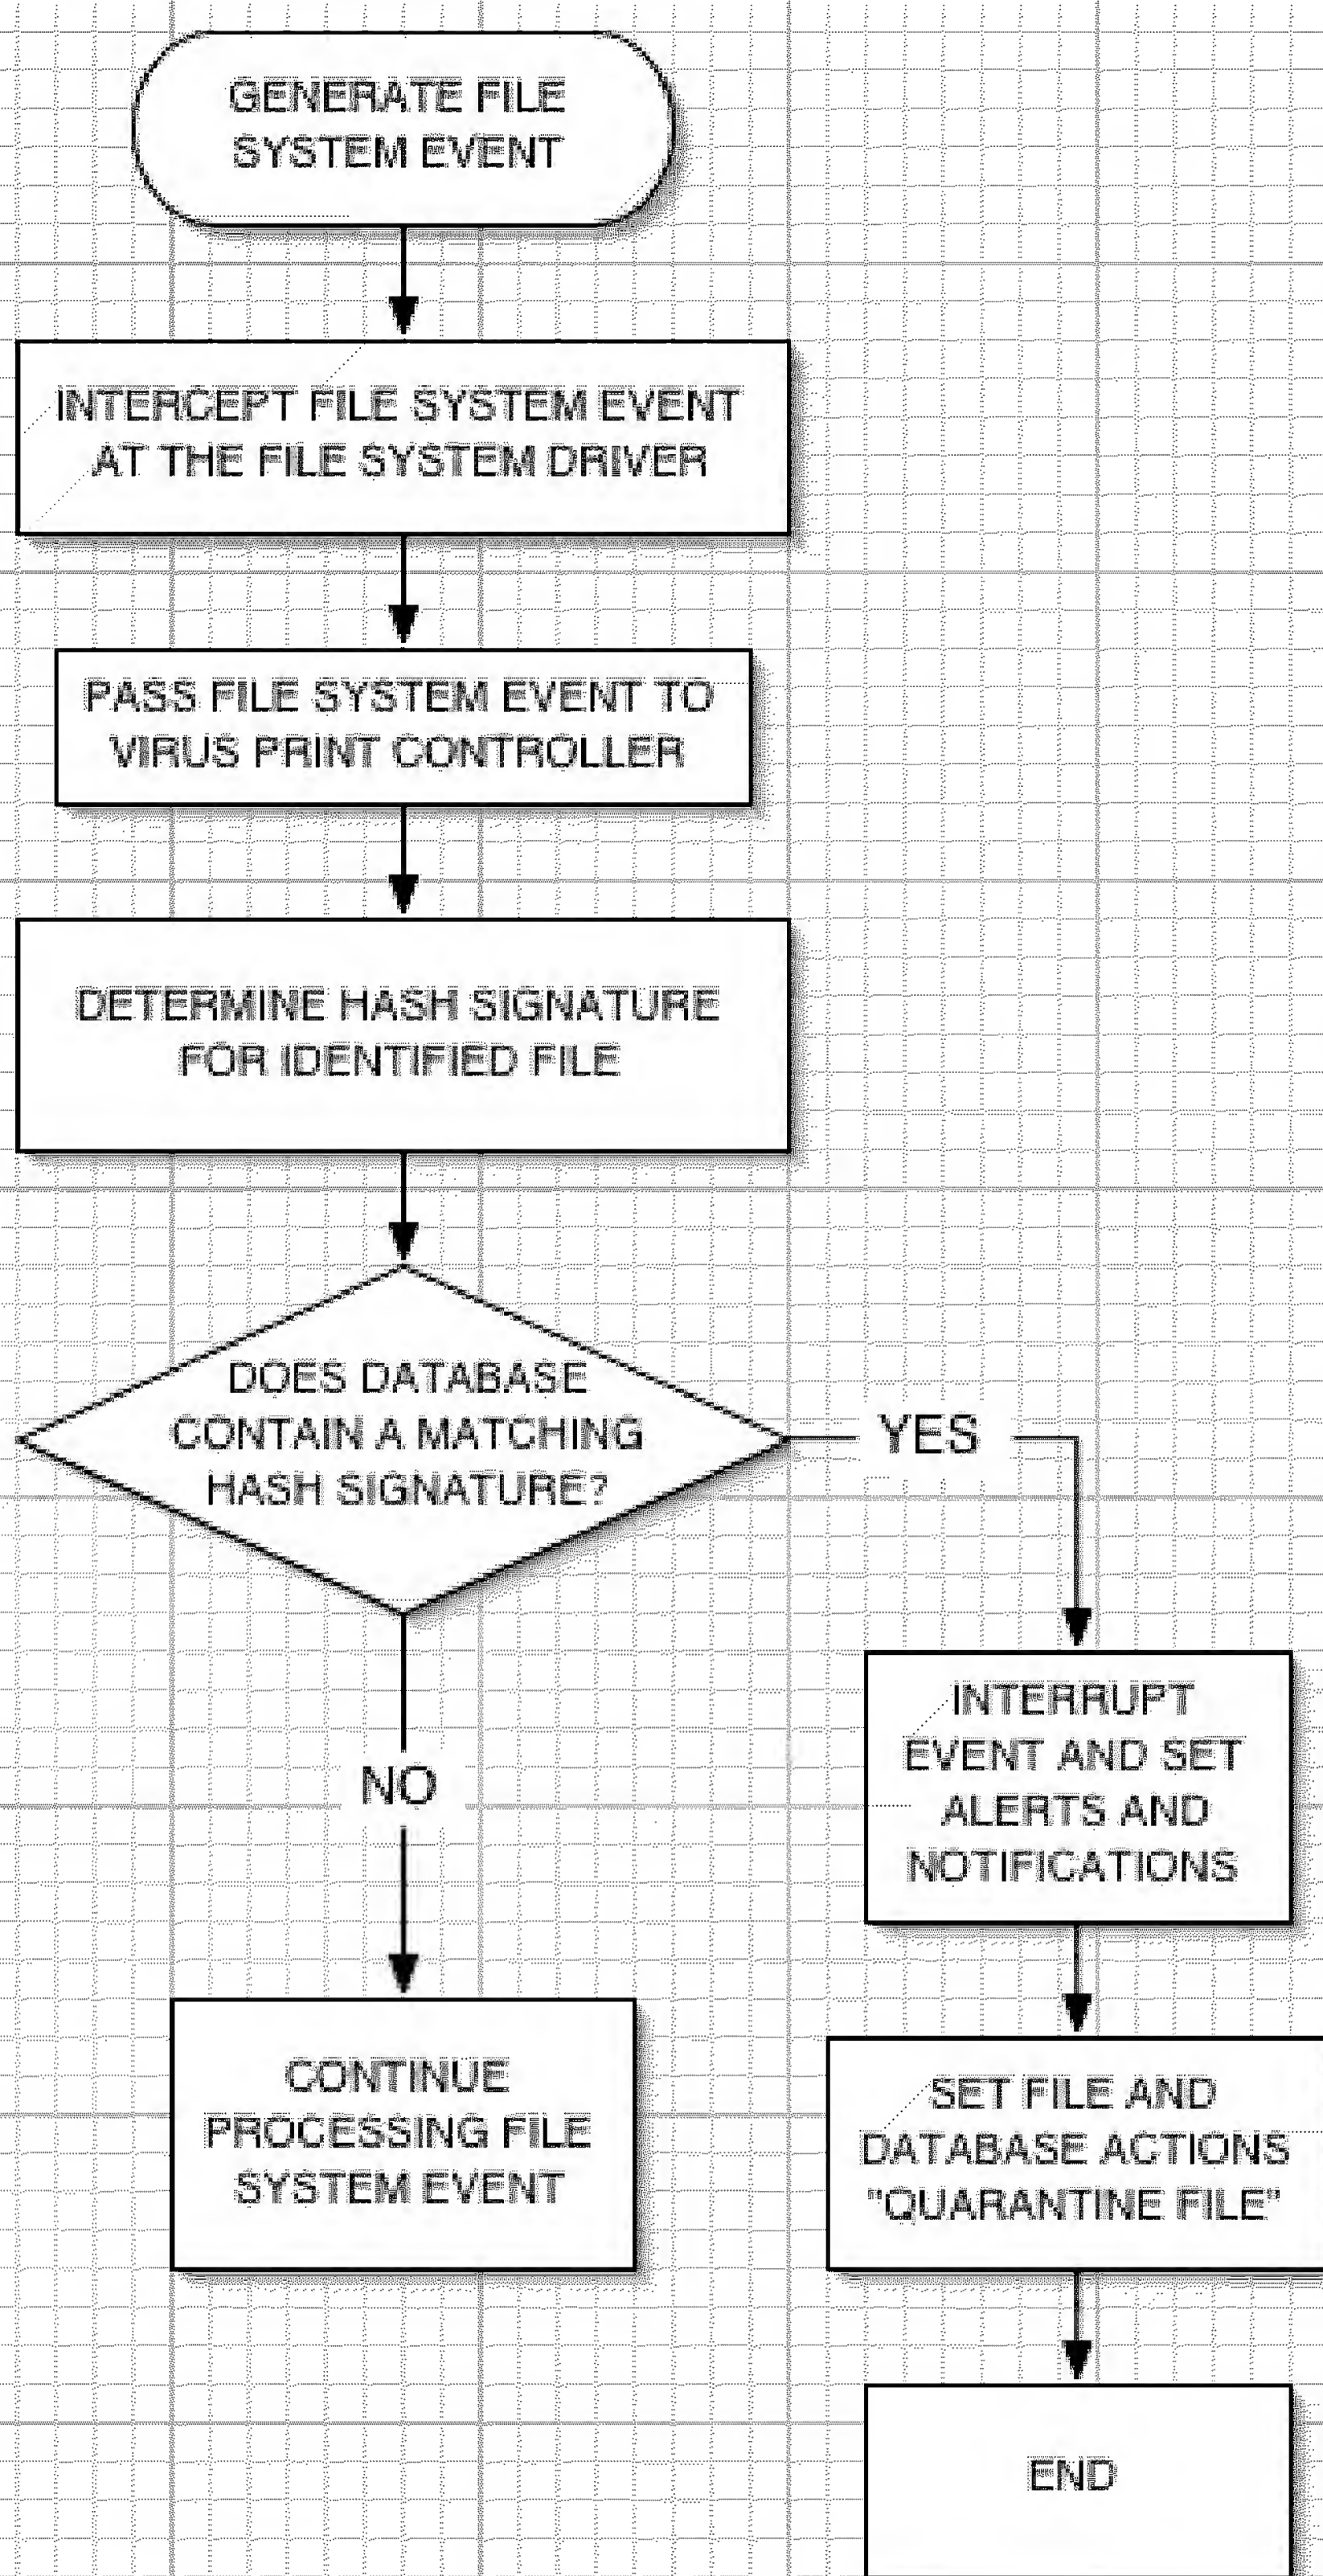 GENERATE FILE
SYSTEM EVENT
INTERCEPT FILE SYSTEM EVENT
AT THE FILE SYSTEM DRIVER
PASS FILE SYSTEM EVENT TO
VIRUS PRINT CONTROLLER
DETERMINE HASH SIGNATURE
FOR IDENTIFIED FILE
DOES DATABASE
CONTAIN A MATCHING
HASH SIGNATURE?
YES
INTERRUPT
EVENT AND SET
ALERTS AND
NOTIFICATIONS
NO
CONTINUE
PROCESSING FILE
SYSTEM EVENT
SET FILE AND
DATABASE ACTIONS
"QUARANTINE FILE"
END